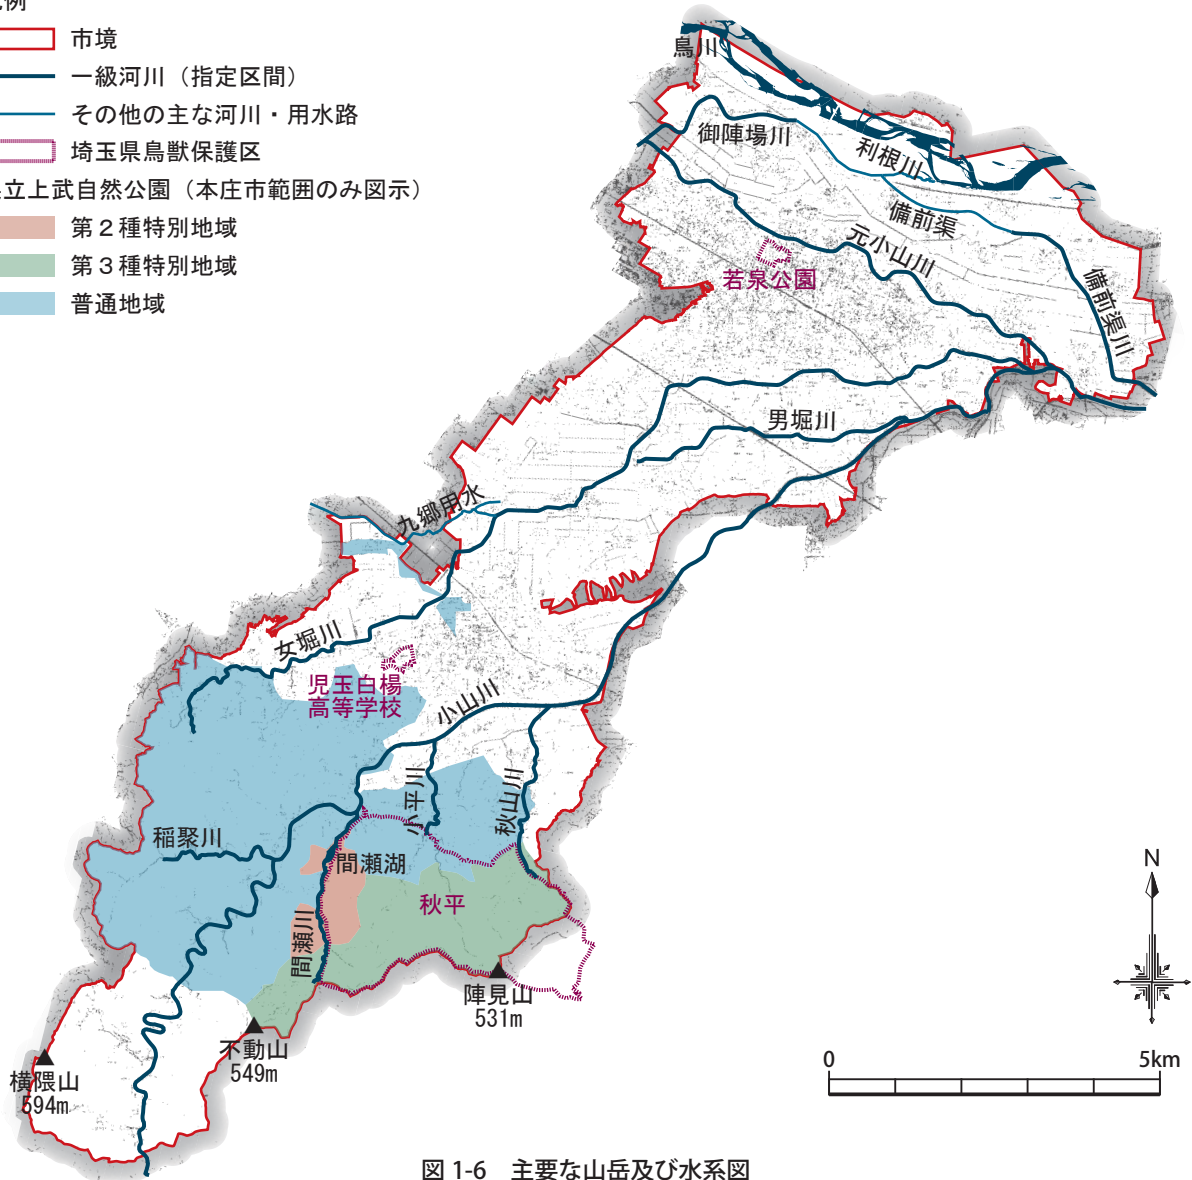 市境
一級河川（指定区間）
その他の主な河川・用水路
埼玉県鳥獣保護区
立上武自然公園（本庄市範囲のみ図示）
第２種特別地域
第３種特別地域
普通地域
烏川
御陣場川
利根川
備前渠
元小山川
若泉公園
備前渠川
男堀川
九郷用水
女堀川
児玉白楊
高等学校
小山川
小平川
秋山川
稲聚川
間瀬湖
秋平
間瀬川
陣見山
531m
不動山
549m
横隈山
594m
N
0
5km
図 1-6　主要な山岳及び水系図